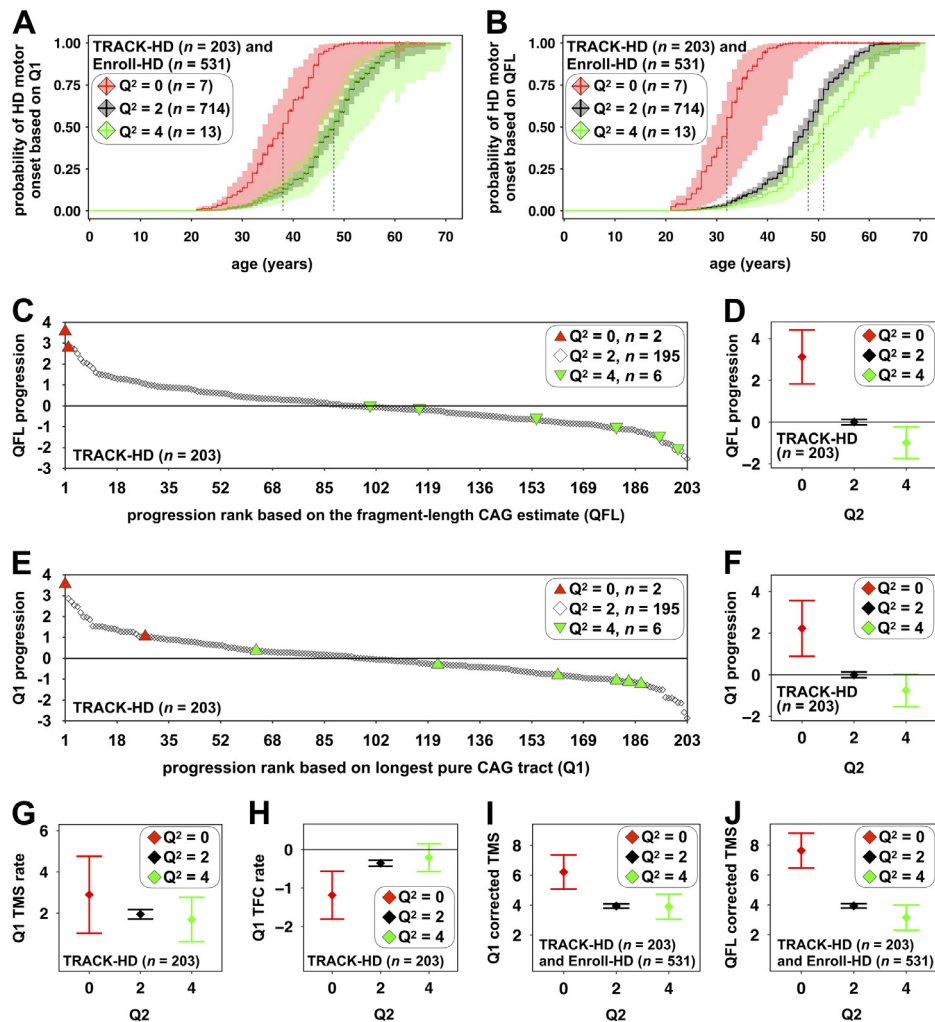 A
probability of HD motor
onset based on Q1
1.00
0.75
0.50
0.25
0.00
TRACK-HD (n = 203) and
Enroll-HD (n = 531)
Q² = 0 (n = 7)
Q² = 2 (n = 714)
Q² = 4 (n = 13)
0 10 20 30 40 50 60 70
age (years)
B
probability of HD motor
onset based on QFL
1.00
0.75
0.50
0.25
0.00
TRACK-HD (n = 203) and
Enroll-HD (n = 531)
Q² = 0 (n = 7)
Q² = 2 (n = 714)
Q² = 4 (n = 13)
0 10 20 30 40 50 60 70
age (years)
C
QFL progression
4
3
2
1
0
-1
-2
-3
Q² = 0, n = 2
Q² = 2, n = 195
Q² = 4, n = 6
TRACK-HD (n = 203)
1 18 35 52 68 85 102 119 136 153 169 186 203
progression rank based on the fragment-length CAG estimate (QFL)
D
QFL progression
4
2
0
−2
Q² = 0
Q² = 2
Q² = 4
TRACK-HD
(n = 203)
0 2 4
Q2
E
Q1 progression
4
3
2
1
0
-1
-2
-3
Q² = 0, n = 2
Q² = 2, n = 195
Q² = 4, n = 6
TRACK-HD (n = 203)
1 18 35 52 68 85 102 119 136 153 169 186 203
progression rank based on longest pure CAG tract (Q1)
F
Q1 progression
4
2
0
−2
Q² = 0
Q² = 2
Q² = 4
TRACK-HD
(n = 203)
0 2 4
Q2
G
Q1 TMS rate
6
4
2
Q² = 0
Q² = 2
Q² = 4
TRACK-HD (n = 203)
0 2 4
Q2
H
Q1 TFC rate
0
−1
−2
Q² = 0
Q² = 2
Q² = 4
TRACK-HD (n = 203)
0 2 4
Q2
I
Q1 corrected TMS
8
6
4
2
Q² = 0
Q² = 2
Q² = 4
TRACK-HD (n = 203)
and Enroll-HD (n = 531)
0 2 4
Q2
J
QFL corrected TMS
8
6
4
2
Q² = 0
Q² = 2
Q² = 4
TRACK-HD (n = 203)
and Enroll-HD (n = 531)
0 2 4
Q2